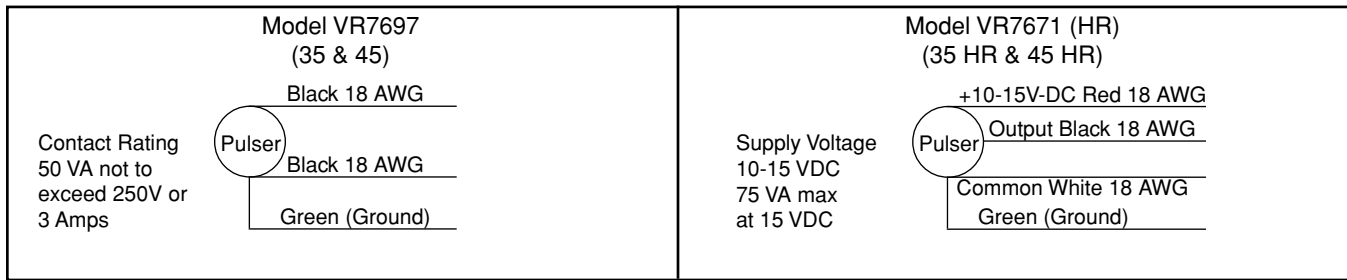 Model VR7697
(35 & 45)
Black 18 AWG
Pulser
Contact Rating
50 VA not to
exceed 250V or
3 Amps
Black 18 AWG
Green (Ground)
Model VR7671 (HR)
(35 HR & 45 HR)
+10-15V-DC Red 18 AWG
Output Black 18 AWG
Pulser
Supply Voltage
10-15 VDC
75 VA max
at 15 VDC
Common White 18 AWG
Green (Ground)